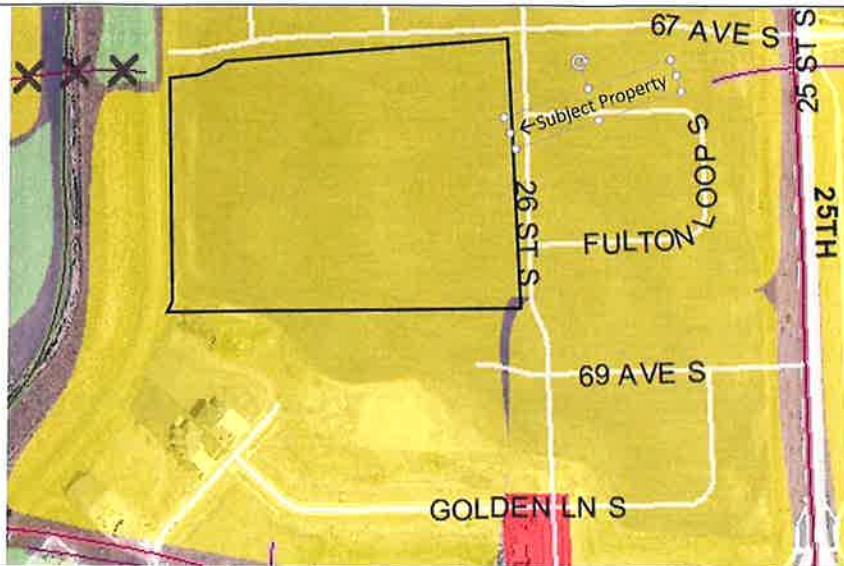 67 AVE S
25 ST S
←Subject Property
FULTON LOOP S
26 ST S
25TH
69 AVE S
GOLDEN LN S